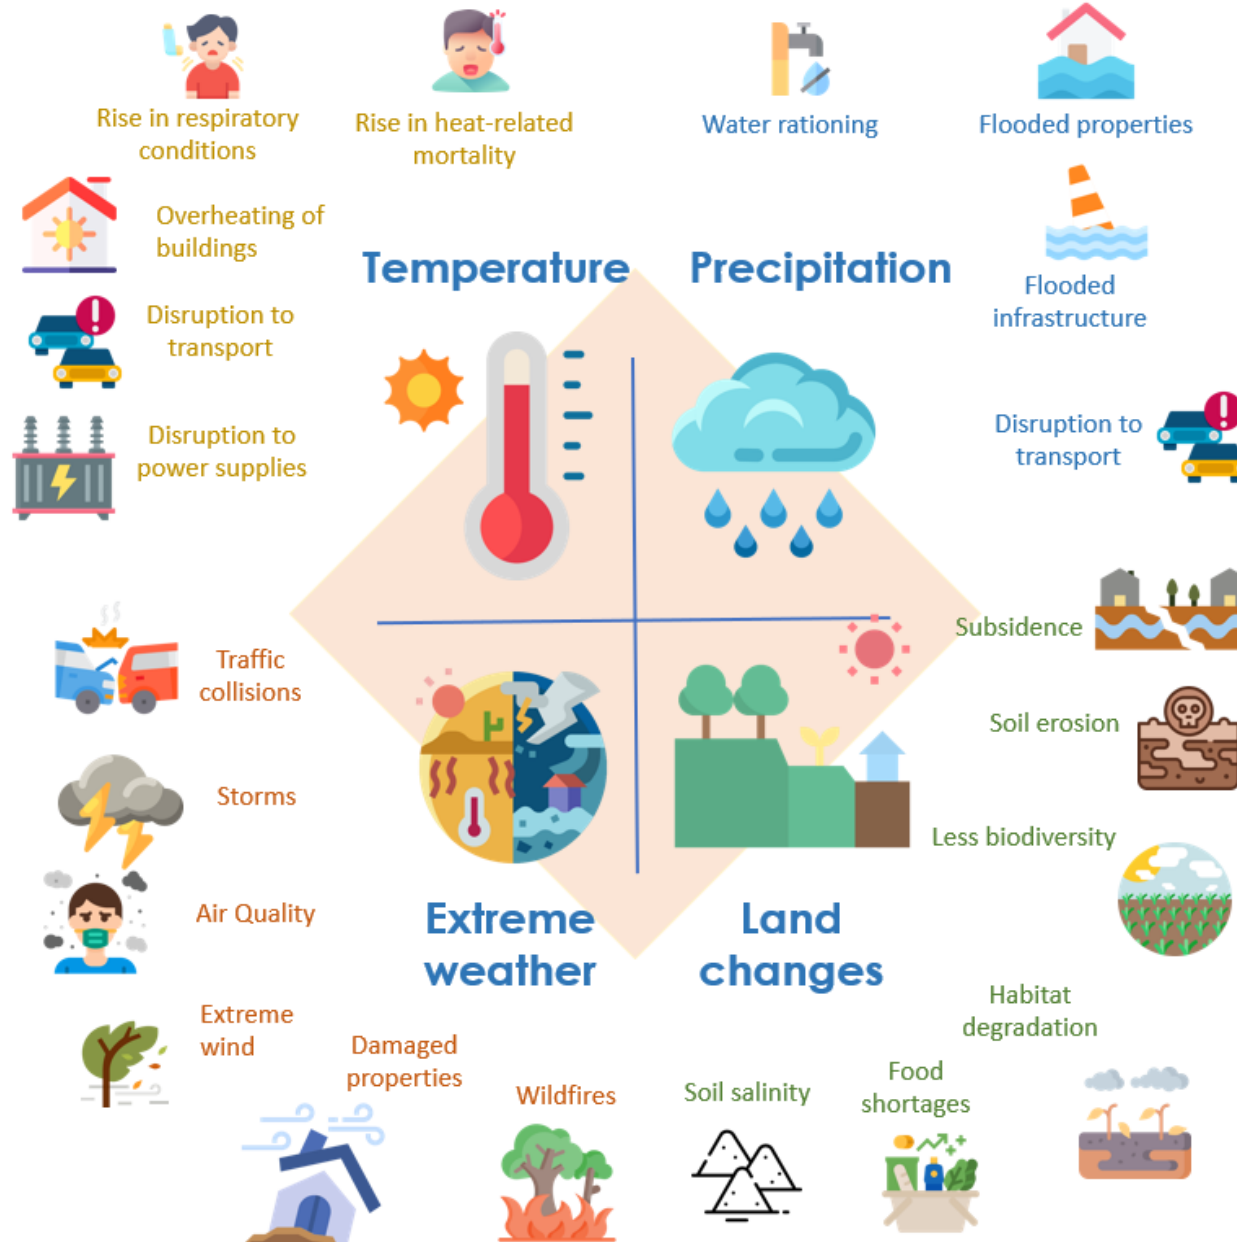 Rise in respiratory
conditions
Rise in heat-related
mortality
Water rationing
Flooded properties
Overheating of
buildings
Temperature
Precipitation
Flooded
infrastructure
Disruption to
transport
Disruption to
power supplies
Disruption to
transport
Traffic
collisions
Subsidence
Soil erosion
Storms
Less biodiversity
Air Quality
Extreme
weather
Land
changes
Extreme
wind
Habitat
degradation
Damaged
properties
Wildfires
Soil salinity
Food
shortages